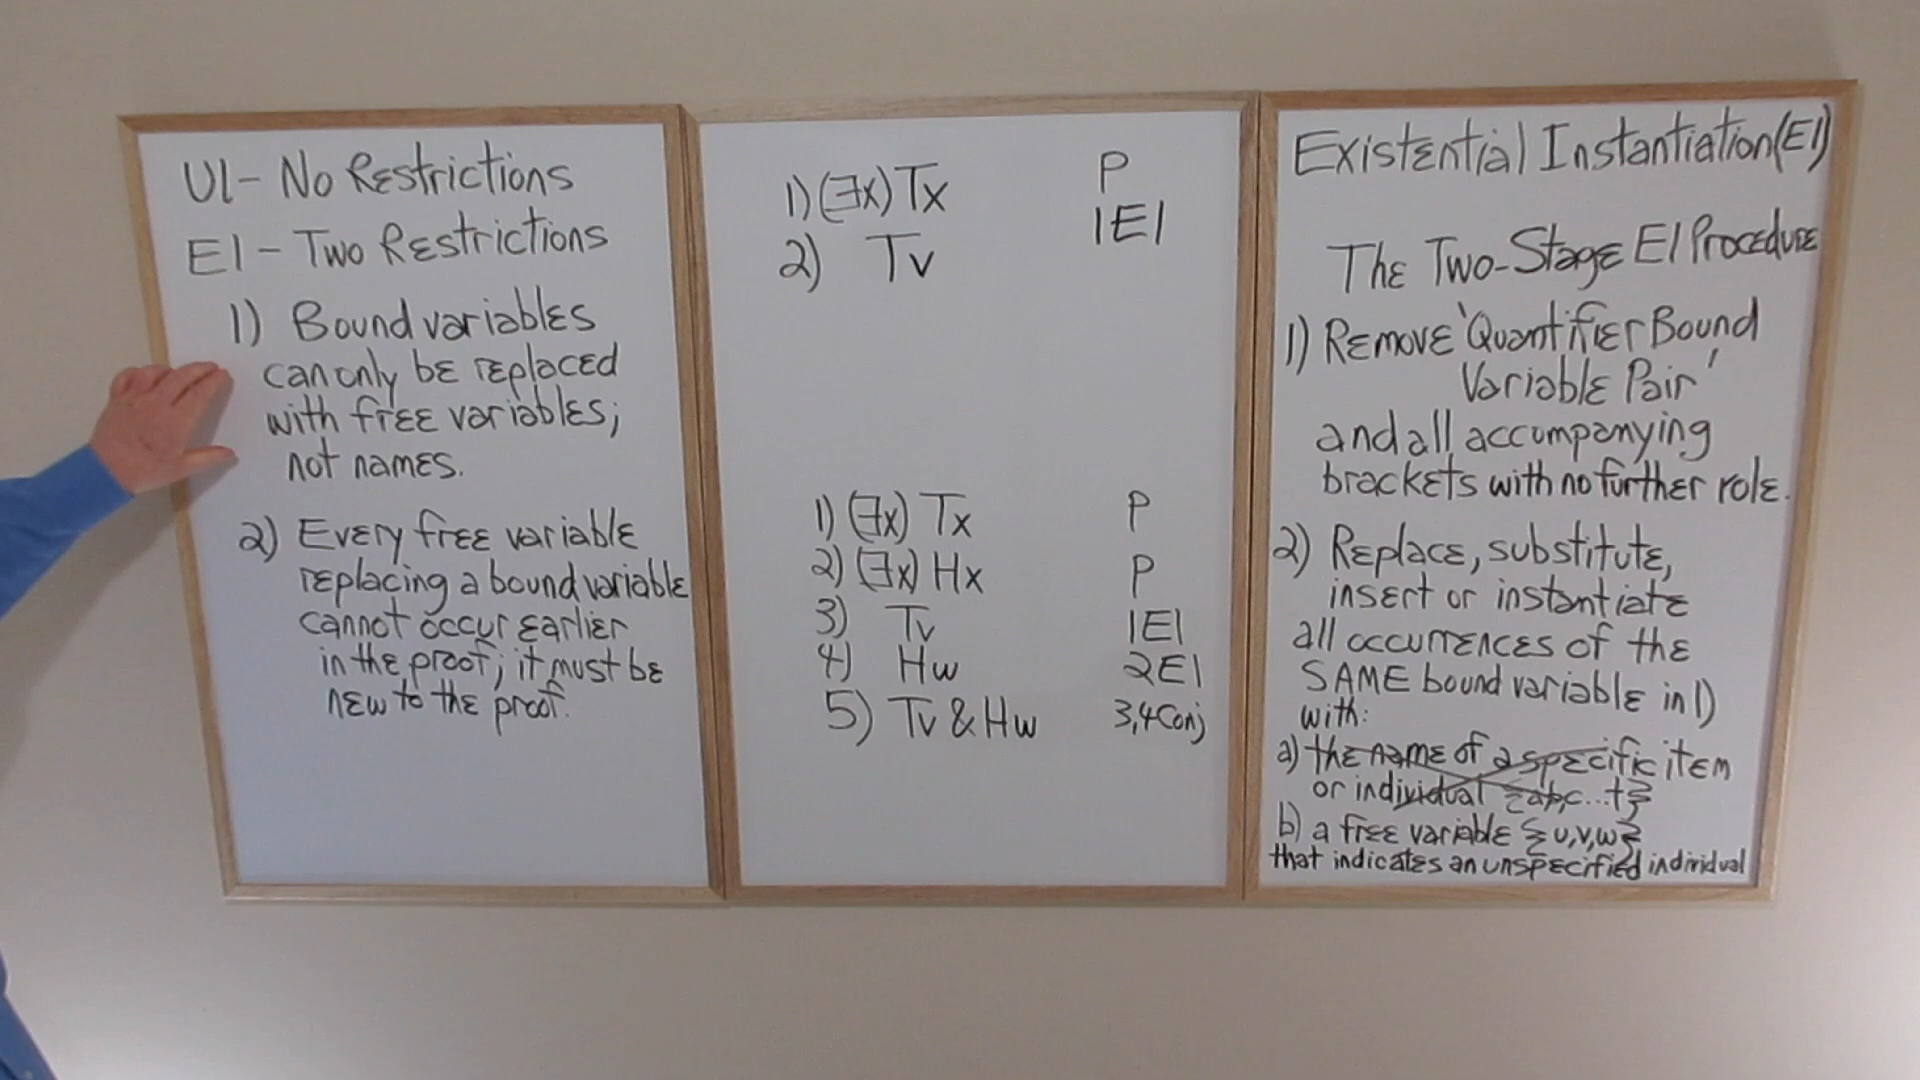 UI - No Restrictions
EI - Two Restrictions
1) Bound variables
can only be replaced
with free variables;
not names.
2) Every free variable
replacing a bound variable
cannot occur earlier
in the proof; it must be
new to the proof.
1) (∃x) Tx P
2) Tv 1EI
1) (∃x) Tx P
2) (∃x) Hx P
3) Tv 1EI
4) Hw 2EI
5) Tv & Hw 3,4 Conj
Existential Instantiation (EI)
The Two-Stage EI Procedure
1) Remove 'Quantifier Bound
Variable Pair'
and all accompanying
brackets with no further role.
2) Replace, substitute,
insert or instantiate
all occurrences of the
SAME bound variable in 1)
with:
a) the name of a specific item
or individual {a,b,c...t}
b) a free variable {u,v,w}
that indicates an unspecified individual